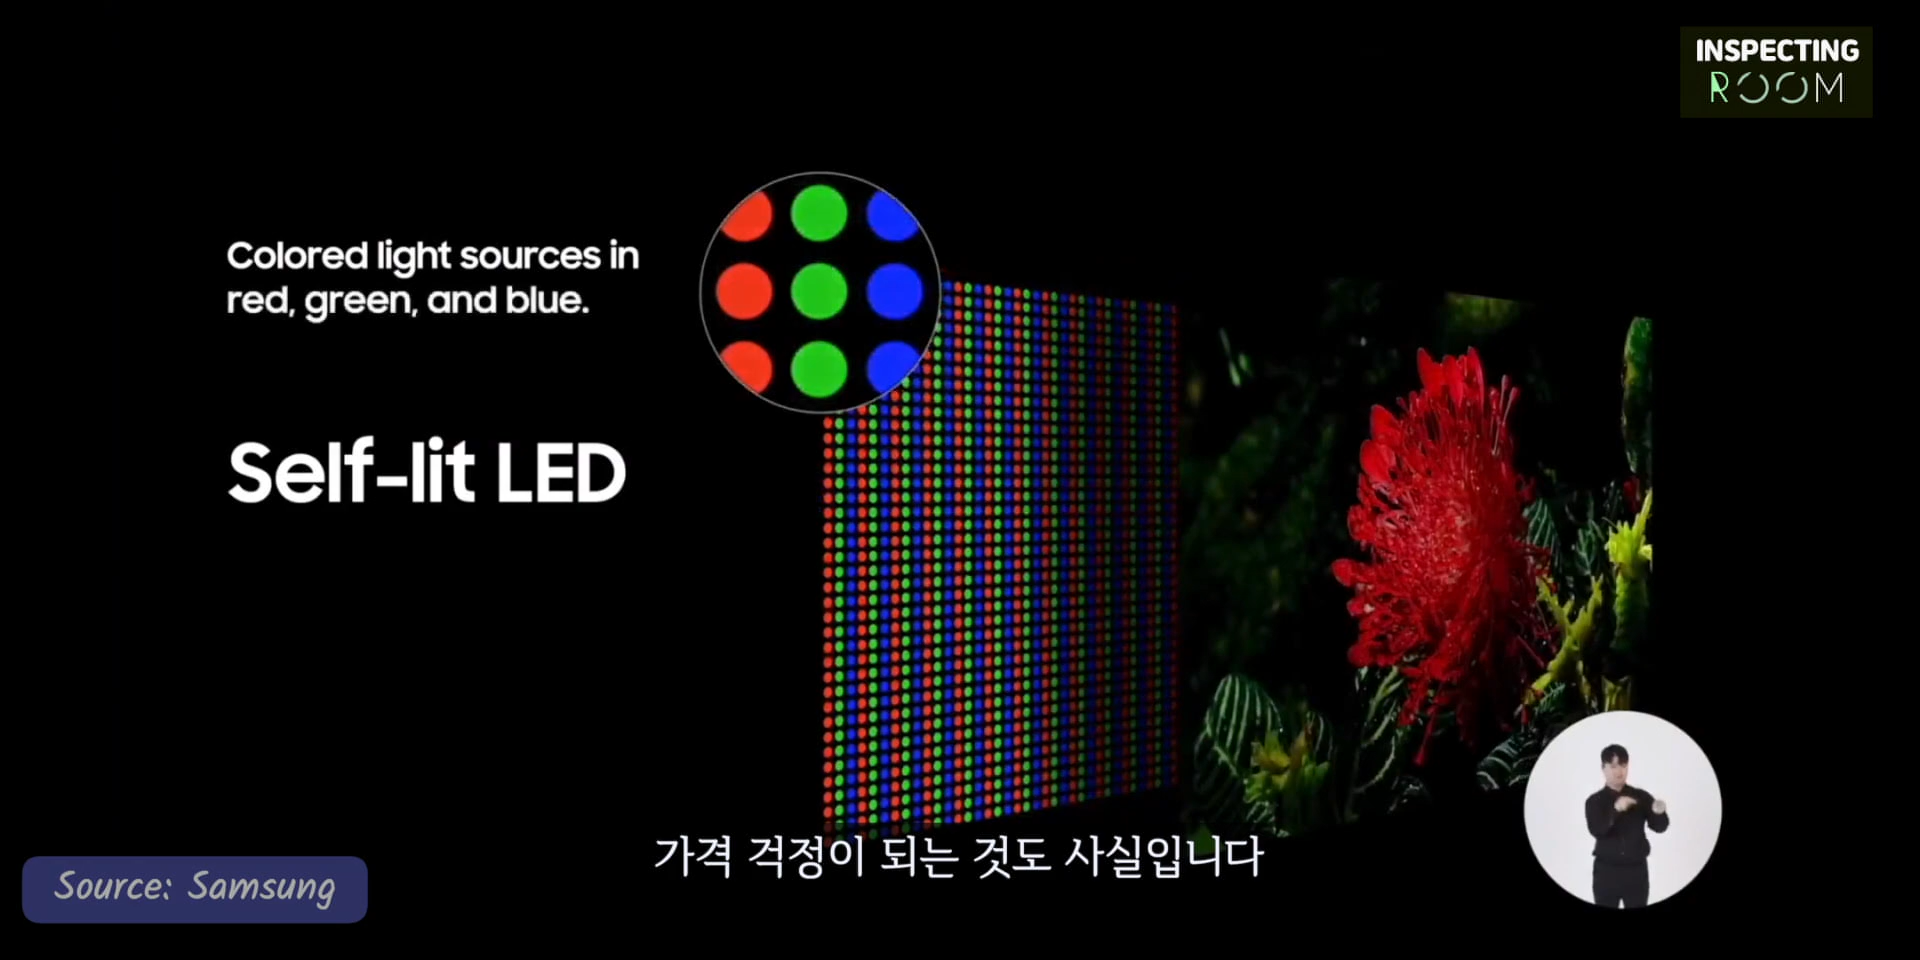 INSPECTING
ROOM
Colored light sources in
red, green, and blue.
Self-lit LED
가격 걱정이 되는 것도 사실입니다
Source: Samsung